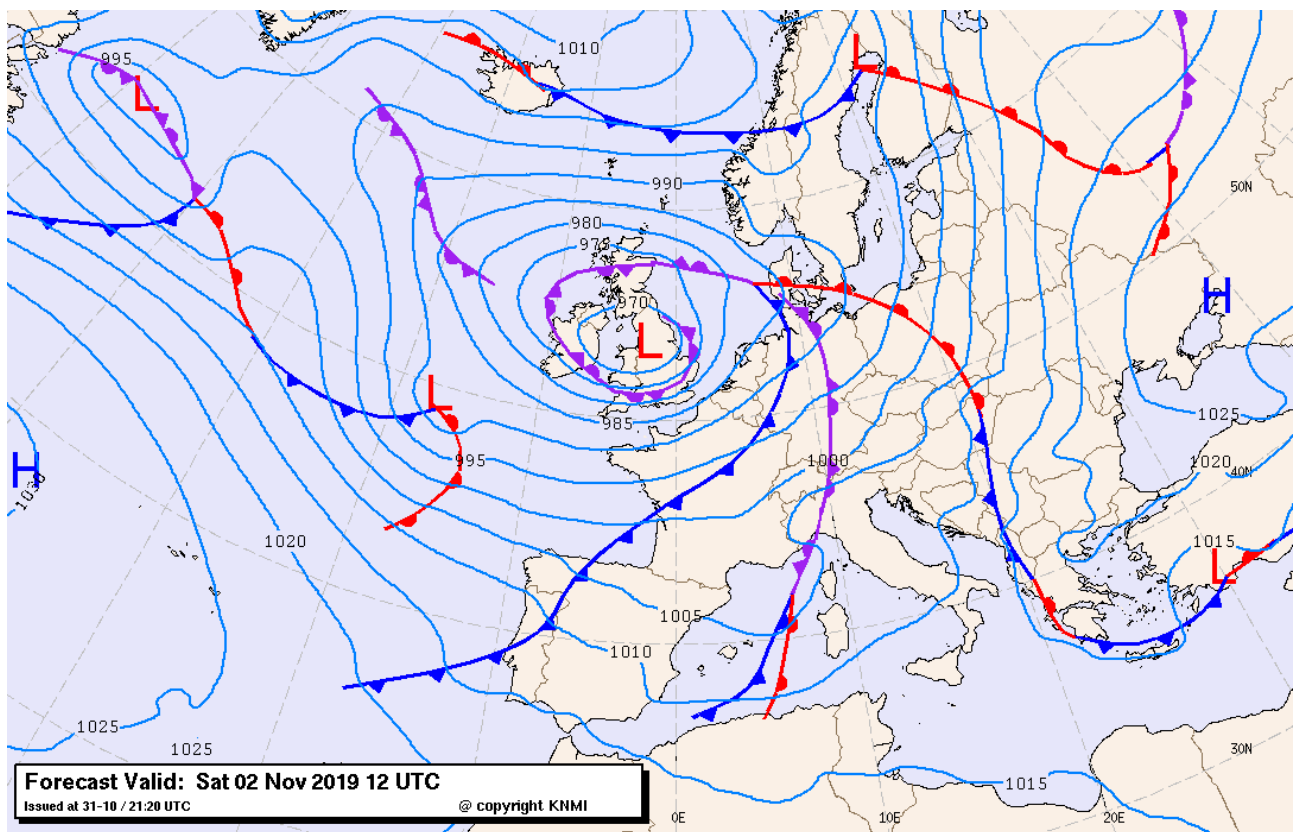 1010
995
L
L
990
50N
980
975
H
970
L
L
985
1025
995
1000
1020
40N
H
1030
1020
1015
L
1005
1010
1025
1025
30N
1015
Forecast Valid: Sat 02 Nov 2019 12 UTC
Issued at 31-10 / 21:20 UTC @ copyright KNMI
0E
10E
20E